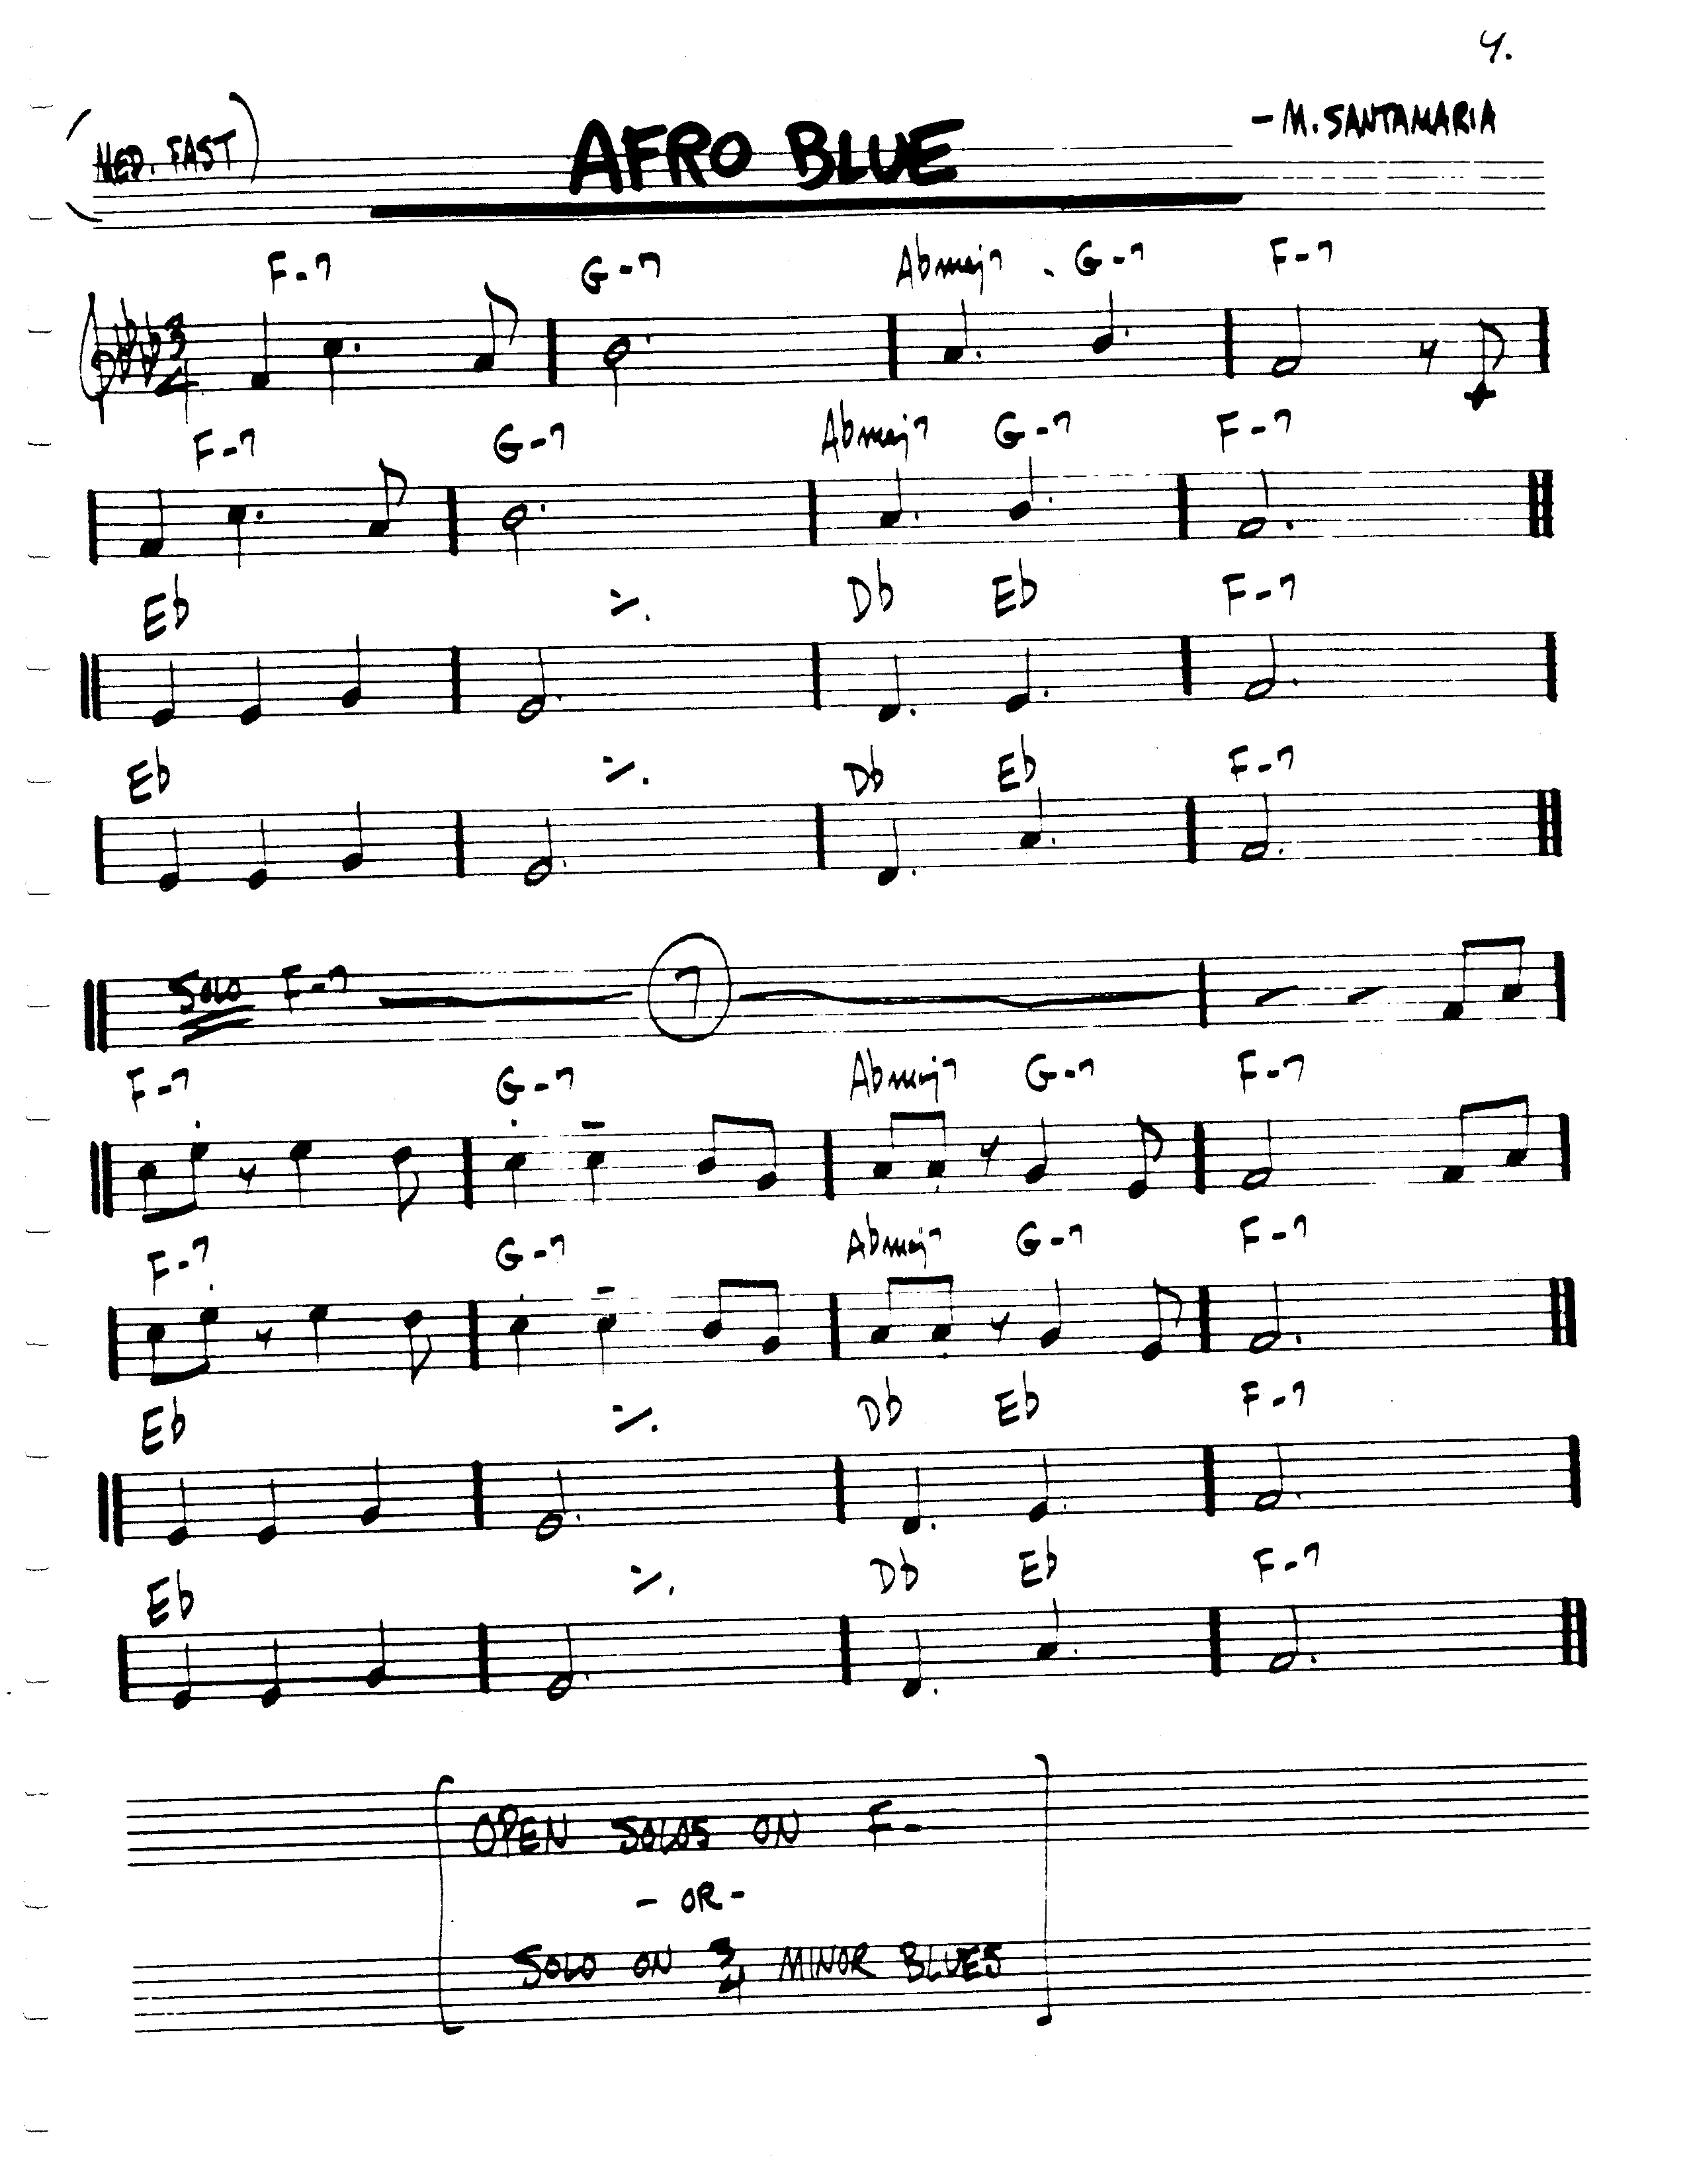 4.
(MED. FAST)
AFRO BLUE
- M. SANTAMARIA
F-7 G-7 Abmaj7 G-7 F-7
3/4
F-7 G-7 Abmaj7 G-7 F-7
Eb ٪ Db Eb F-7
Eb ٪ Db Eb F-7
SOLO F-7 7
F-7 G-7 Abmaj7 G-7 F-7
F-7 G-7 Abmaj7 G-7 F-7
Eb ٪ Db Eb F-7
Eb ٪ Db Eb F-7
OPEN SOLOS ON F-
- OR -
SOLO ON 3/4 MINOR BLUES